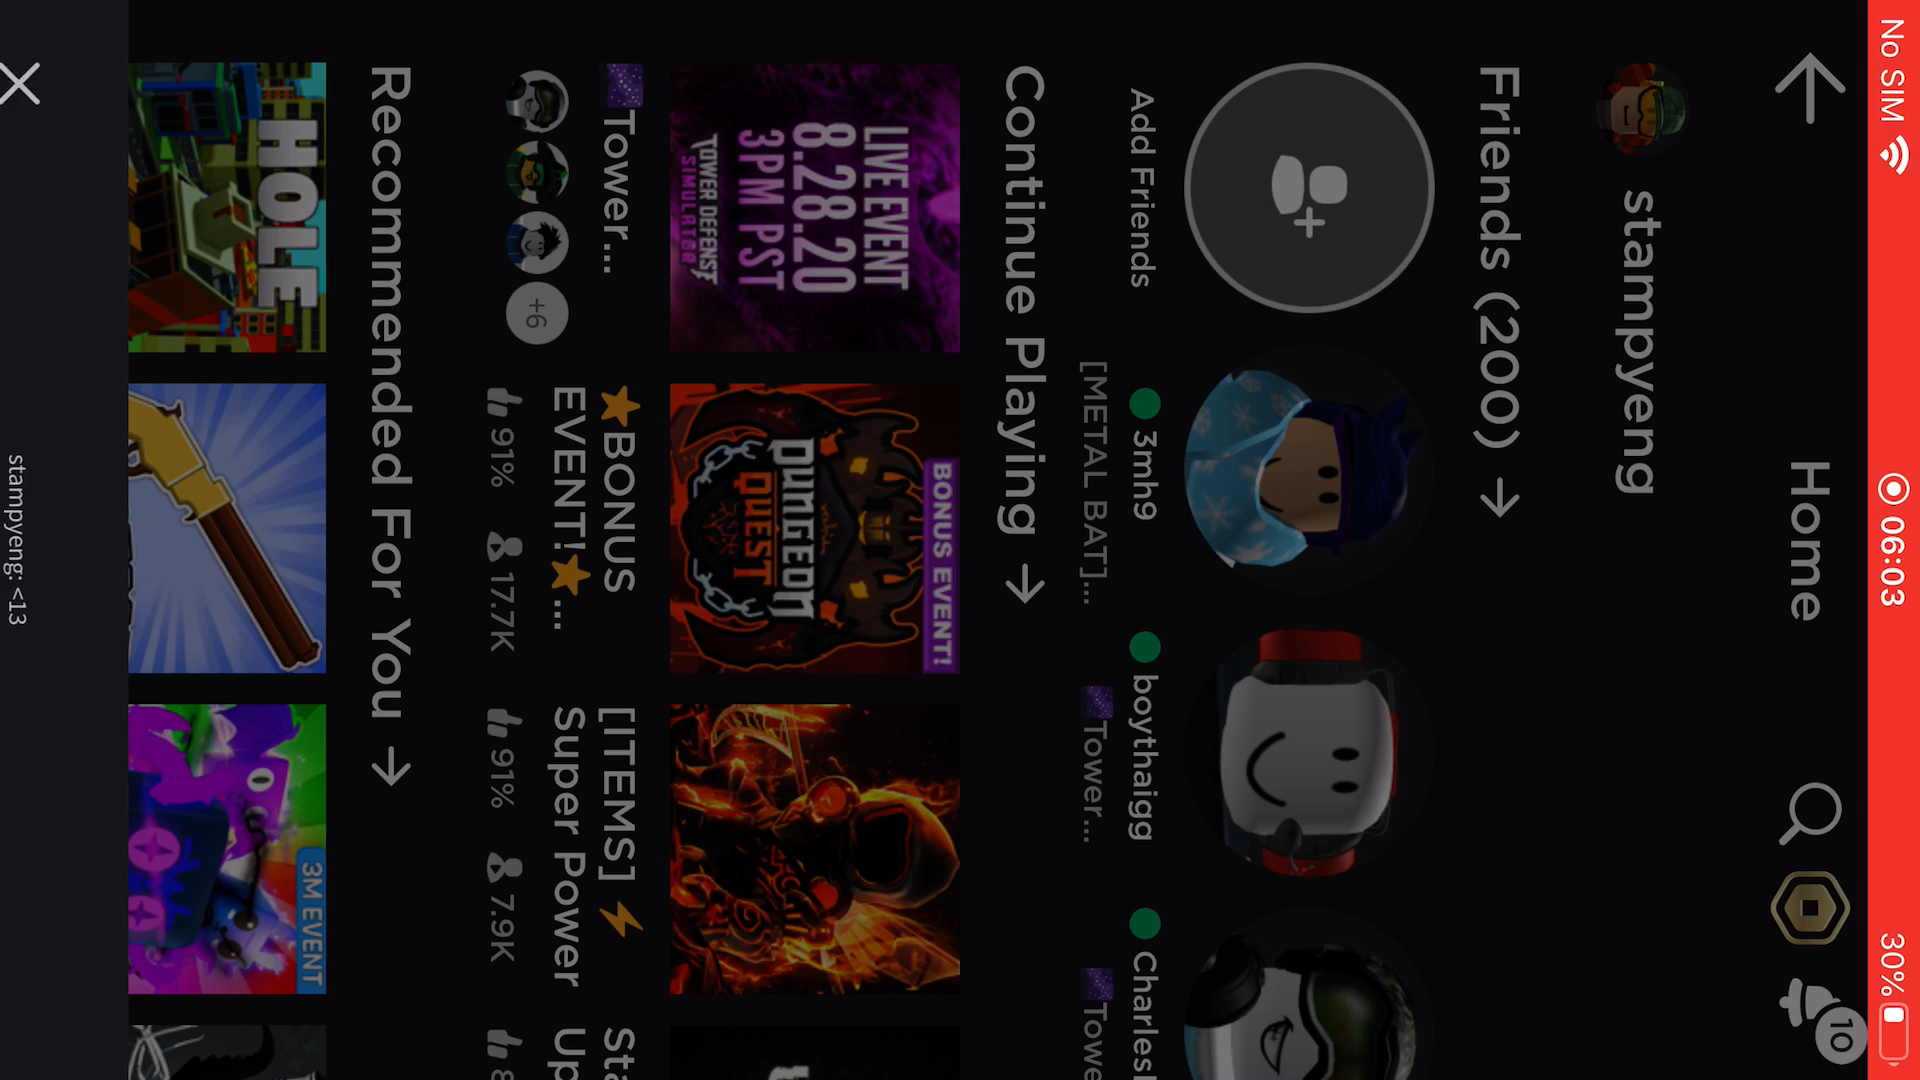 No SIM 06:03 30%
Home
10
stampyeng
Friends (200) →
Add Friends
3mhh9
[METAL BAT]...
boythaigg
Tower...
Continue Playing →
LIVE EVENT
8.28.20
3PM PST
TOWER DEFENSE
SIMULATOR
Tower...
+6
BONUS EVENT!
DUNGEON
QUEST
⭐BONUS
EVENT!⭐...
91% 17.7K
[ITEMS] ⚡
Super Power
91% 7.9K
Recommended For You →
HOLE
3M EVENT
stampyeng: <13